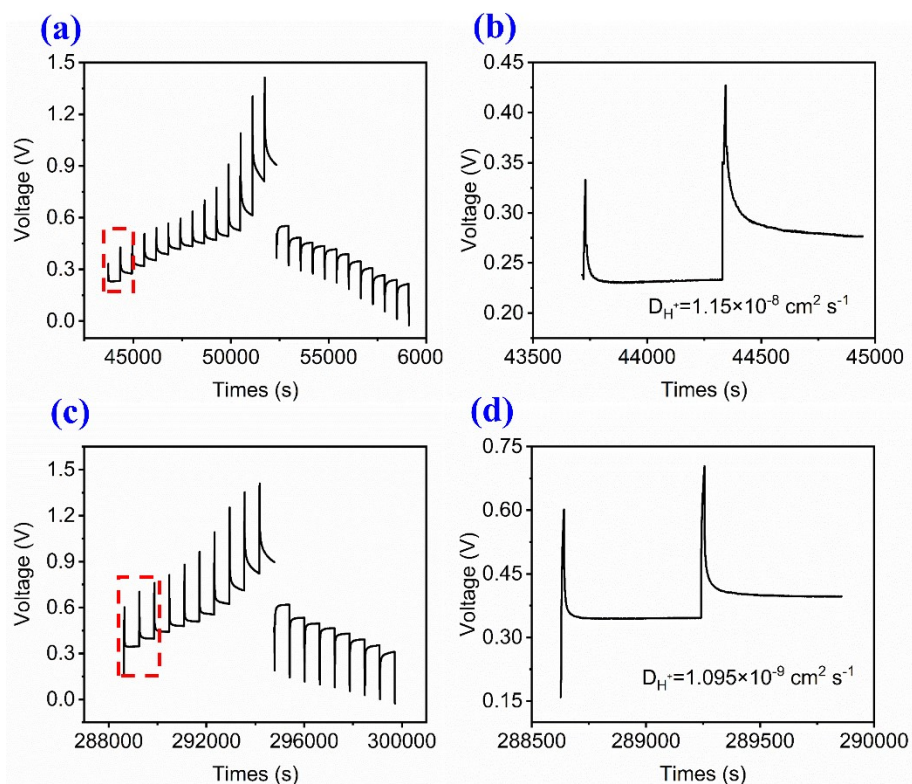 (a)
1.5
1.2
0.9
0.6
0.3
0.0
Voltage (V)
45000 50000 55000 6000
Times (s)
(b)
0.45
0.40
0.35
0.30
0.25
0.20
Voltage (V)
D_H⁺=1.15×10⁻⁸ cm² s⁻¹
43500 44000 44500 45000
Times (s)
(c)
1.5
1.2
0.9
0.6
0.3
0.0
Voltage (V)
288000 292000 296000 300000
Times (s)
(d)
0.75
0.60
0.45
0.30
0.15
Voltage (V)
D_H⁺=1.095×10⁻⁹ cm² s⁻¹
288500 289000 289500 290000
Times (s)